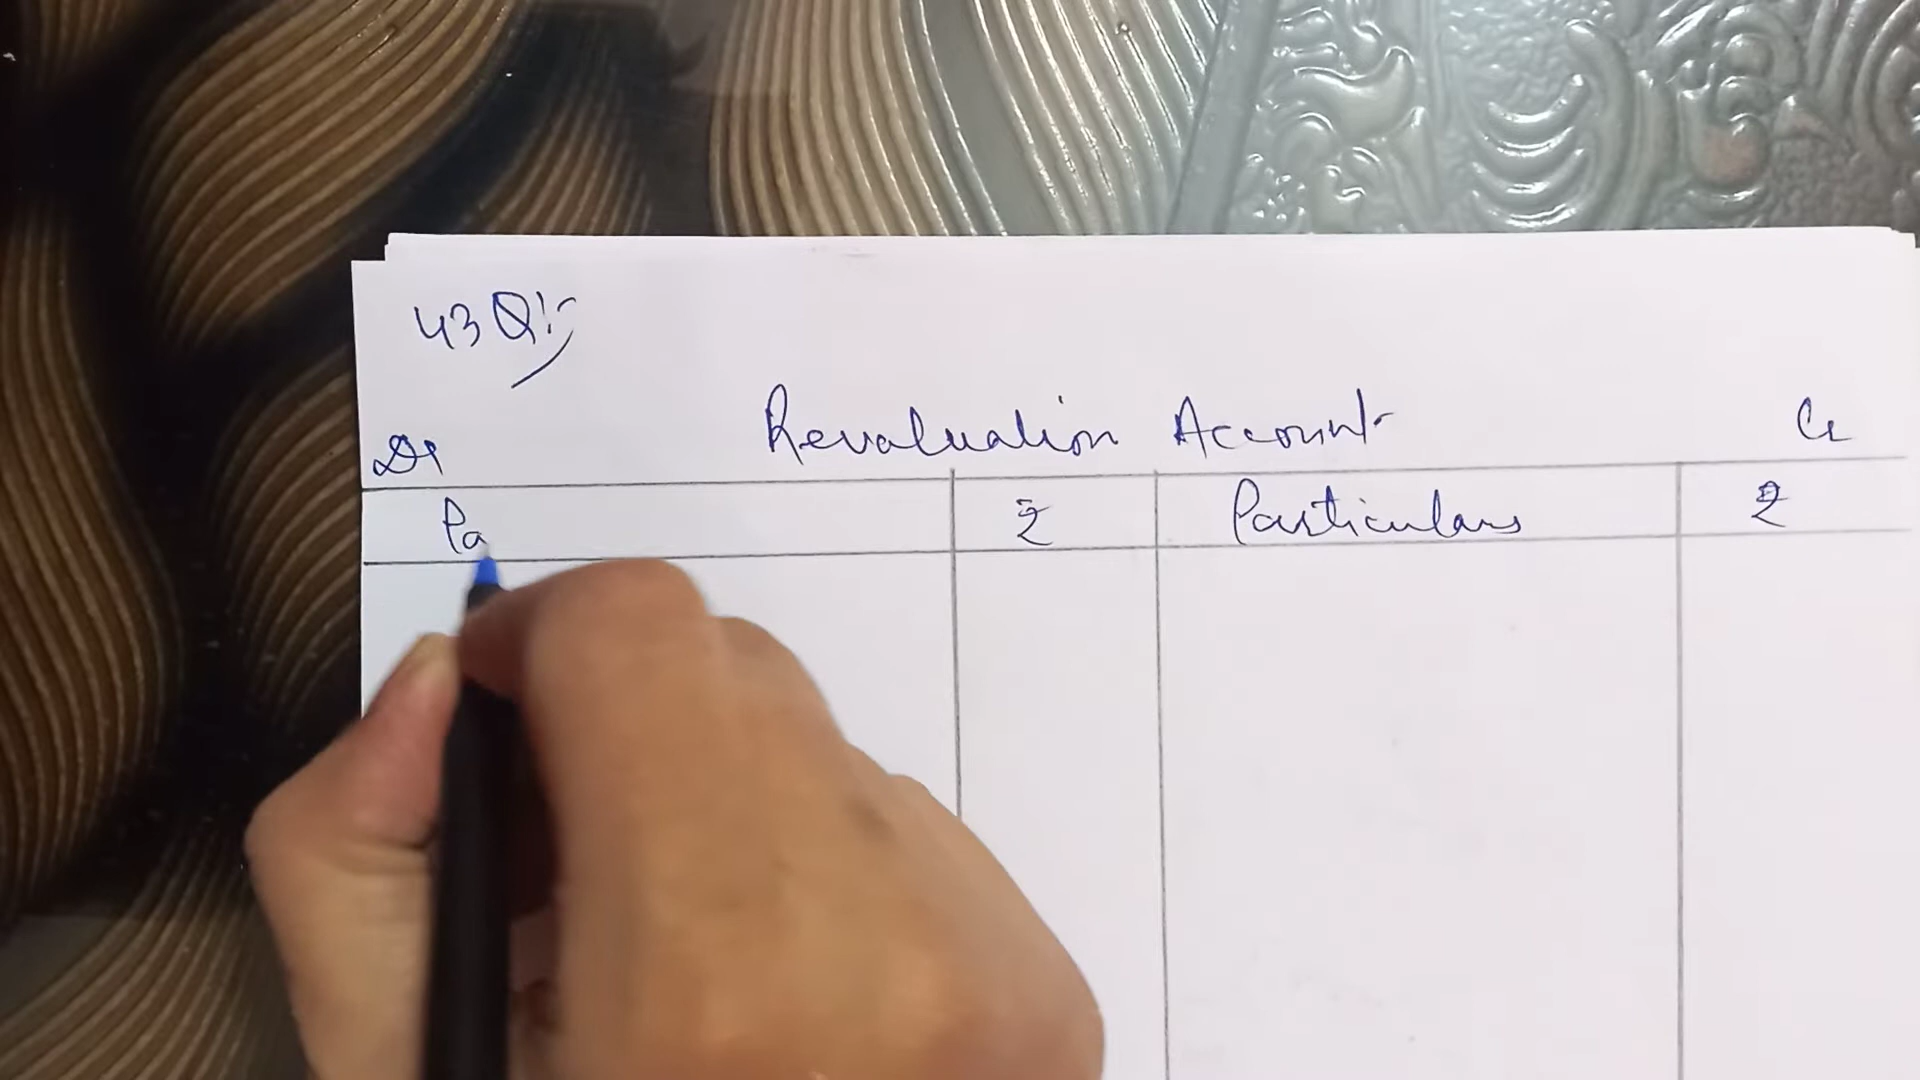 43 Q:-
Revaluation Account
Dr Cr
Pa ₹ Particulars ₹